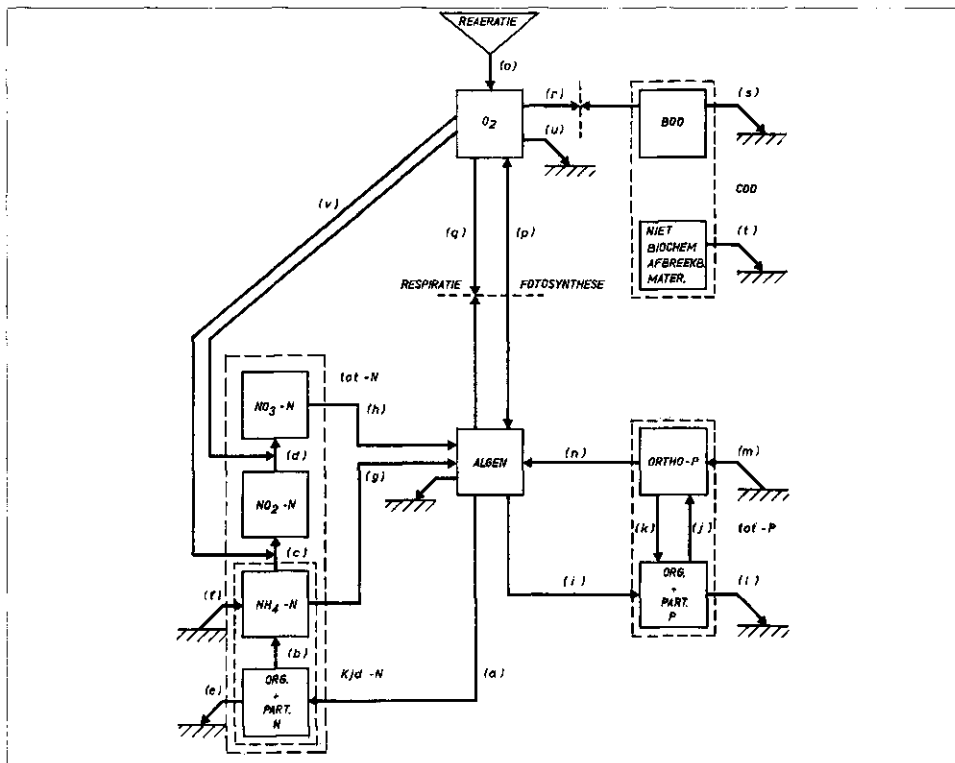 REAERATIE
(o)
O2
(r)
(u)
BOD
(s)
COD
NIET
BIOCHEM
AFBREEKB.
MATER.
(t)
(v)
(q)
(p)
RESPIRATIE
FOTOSYNTHESE
tot-N
NO3-N
(h)
(d)
NO2-N
(g)
(c)
NH4-N
(f)
(b)
Kjd-N
ORG.
+
PART.
N
(e)
(a)
ALGEN
(n)
ORTHO-P
(m)
(k)
(j)
tot-P
(i)
ORG.
+
PART.
P
(l)